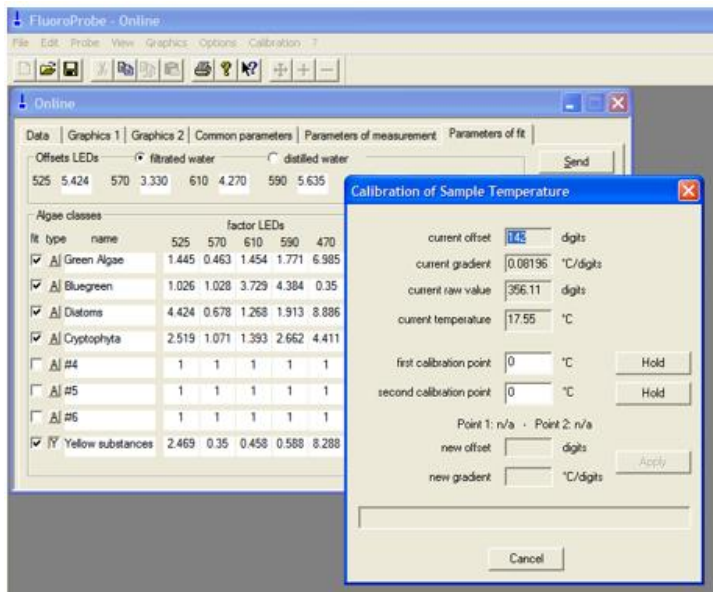 FluoroProbe - Online
File Edit Probe View Graphics Options Calibration ?
Online
Data Graphics 1 Graphics 2 Common parameters Parameters of measurement Parameters of fit
Offsets LEDs filtrated water distilled water
Send
525 5.424 570 3.330 610 4.270 590 5.635
Algae classes
factor LEDs
fit type name 525 570 610 590 470
A Green Algae 1.445 0.463 1.454 1.771 6.985
A Bluegreen 1.026 1.028 3.729 4.384 0.35
A Diatoms 4.424 0.678 1.268 1.913 8.886
A Cryptophyta 2.519 1.071 1.393 2.662 4.411
A #4 1 1 1 1 1
A #5 1 1 1 1 1
A #6 1 1 1 1 1
Y Yellow substances 2.469 0.35 0.458 0.588 8.288
Calibration of Sample Temperature
current offset 142 digits
current gradient 0.08196 °C/digits
current raw value 356.11 digits
current temperature 17.55 °C
first calibration point 0 °C Hold
second calibration point 0 °C Hold
Point 1: n/a - Point 2: n/a
new offset digits
Apply
new gradient °C/digits
Cancel